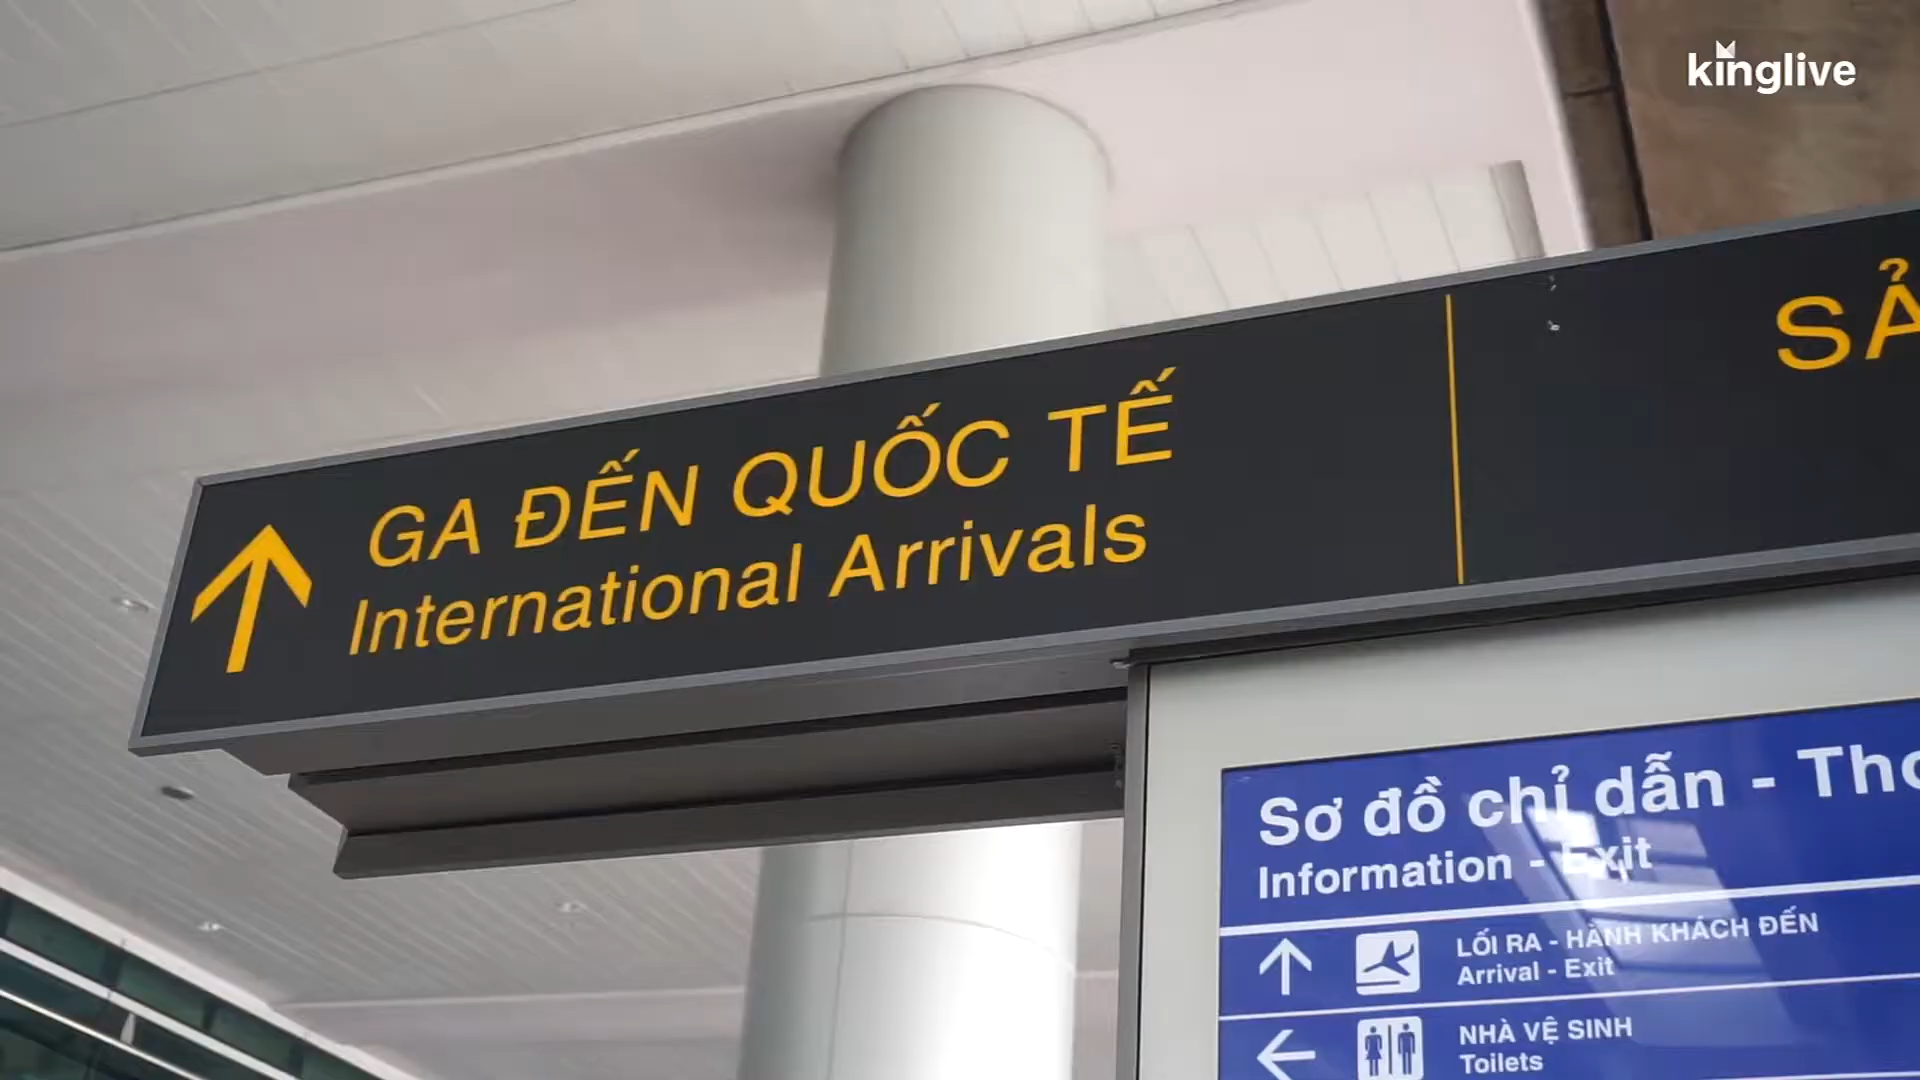 kinglive
GA ĐẾN QUỐC TẾ
International Arrivals
Sơ đồ chỉ dẫn -
Information - Exit
LỐI RA - HÀNH KHÁCH ĐẾN
Arrival - Exit
NHÀ VỆ SINH
Toilets